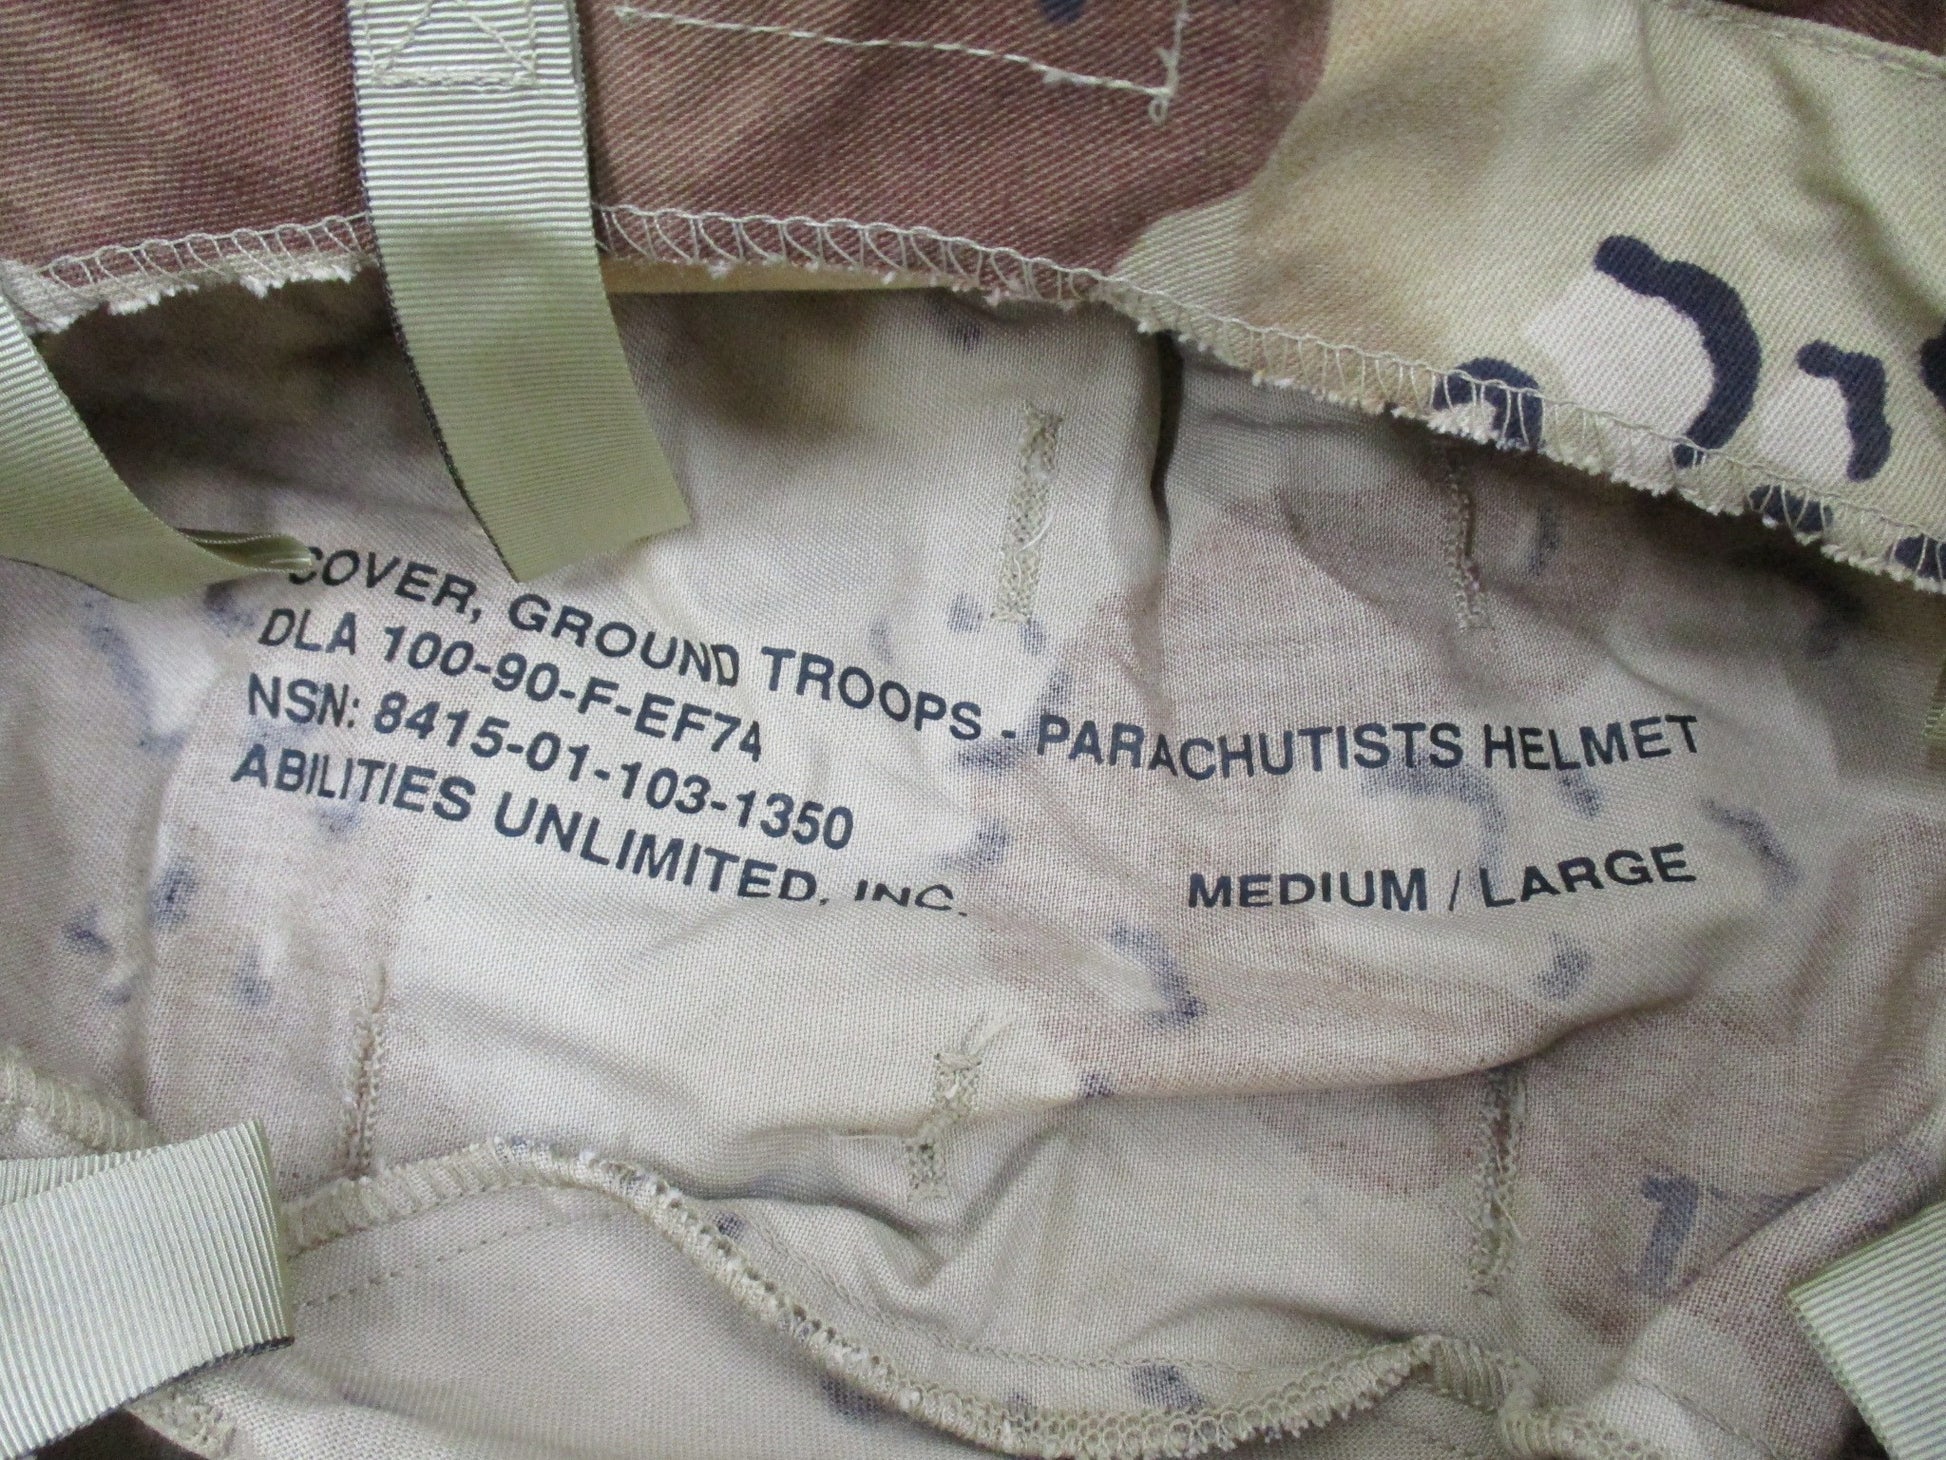 COVER, GROUND TROOPS - PARACHUTISTS HELMET
DLA 100-90-F-EF74
NSN: 8415-01-103-1350
ABILITIES UNLIMITED, INC. MEDIUM / LARGE